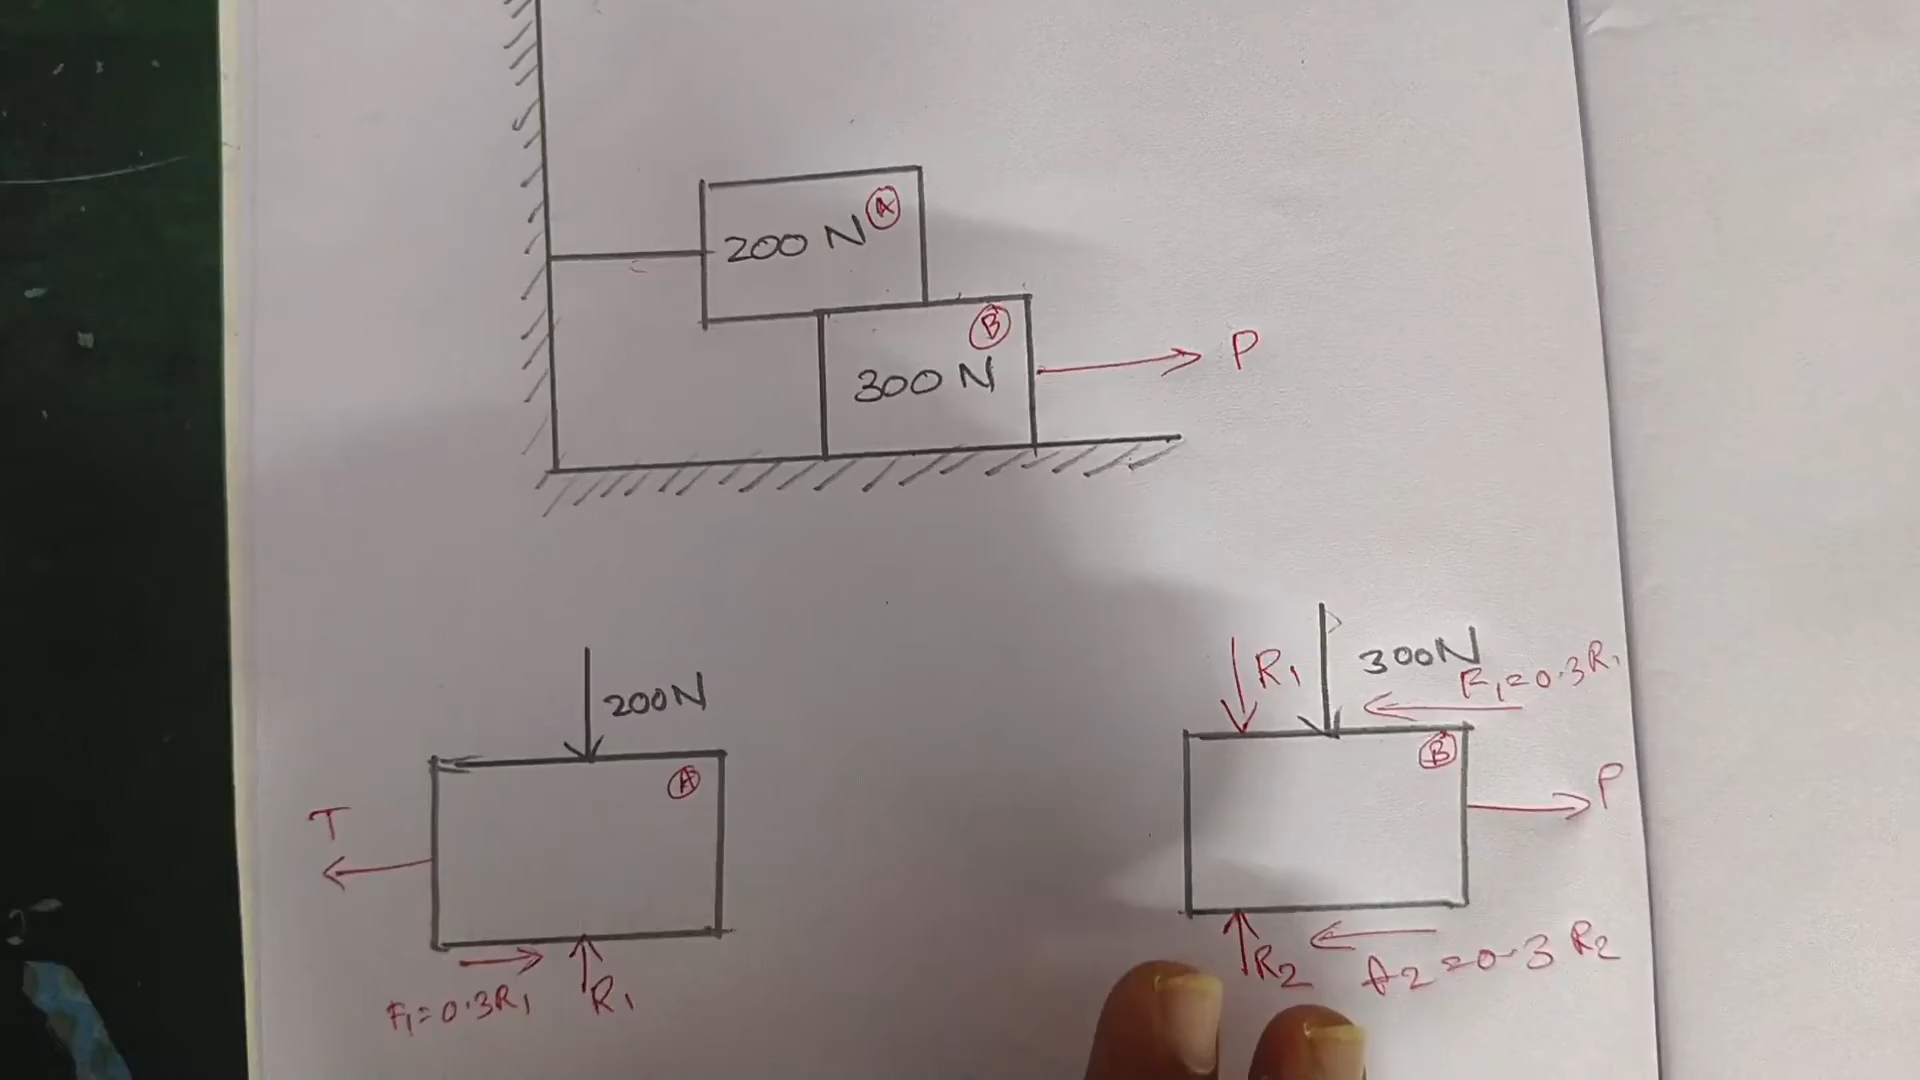 200 N A
B
300 N
P
200N
A
T
F1=0.3R1
R1
R1
300N
F1=0.3R1
B
P
R2
F2=0.3 R2